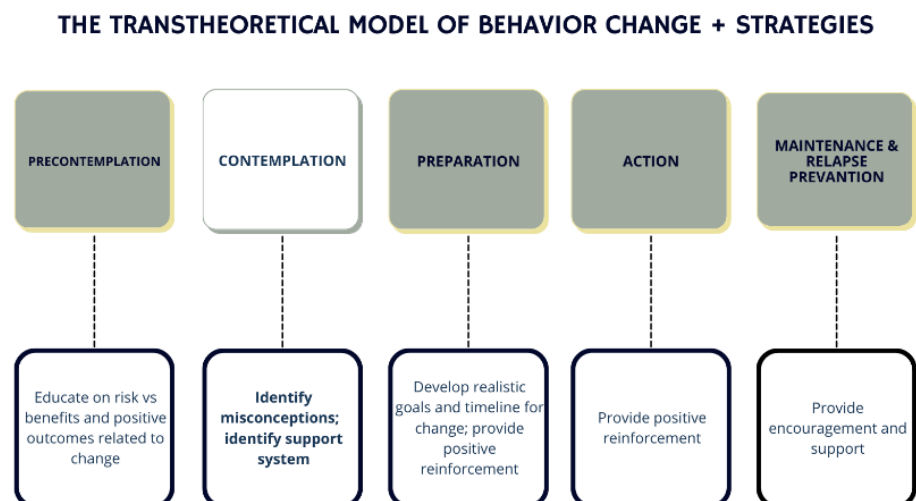 THE TRANSTHEORETICAL MODEL OF BEHAVIOR CHANGE + STRATEGIES
PRECONTEMPLATION
CONTEMPLATION
PREPARATION
ACTION
MAINTENANCE &
RELAPSE
PREVANTION
Educate on risk vs
benefits and positive
outcomes related to
change
Identify
misconceptions;
identify support
system
Develop realistic
goals and timeline for
change; provide
positive
reinforcement
Provide positive
reinforcement
Provide
encouragement and
support